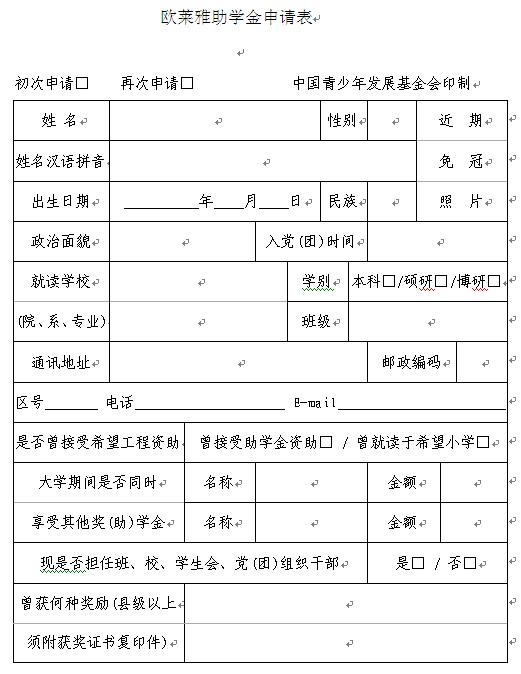 欧莱雅助学金申请表
初次申请□ 再次申请□ 中国青少年发展基金会印制
姓 名 性别 近 期
姓名汉语拼音 免 冠
出生日期 ________年____月____日 民族 照 片
政治面貌 入党(团)时间
就读学校 学别 本科□/硕研□/博研□
(院、系、专业) 班级
通讯地址 邮政编码
区号______ 电话________________ E-mail__________________
是否曾接受希望工程资助 曾接受助学金资助□ / 曾就读于希望小学□
大学期间是否同时 名称 金额
享受其他奖(助)学金 名称 金额
现是否担任班、校、学生会、党(团)组织干部 是□ / 否□
曾获何种奖励(县级以上
须附获奖证书复印件)